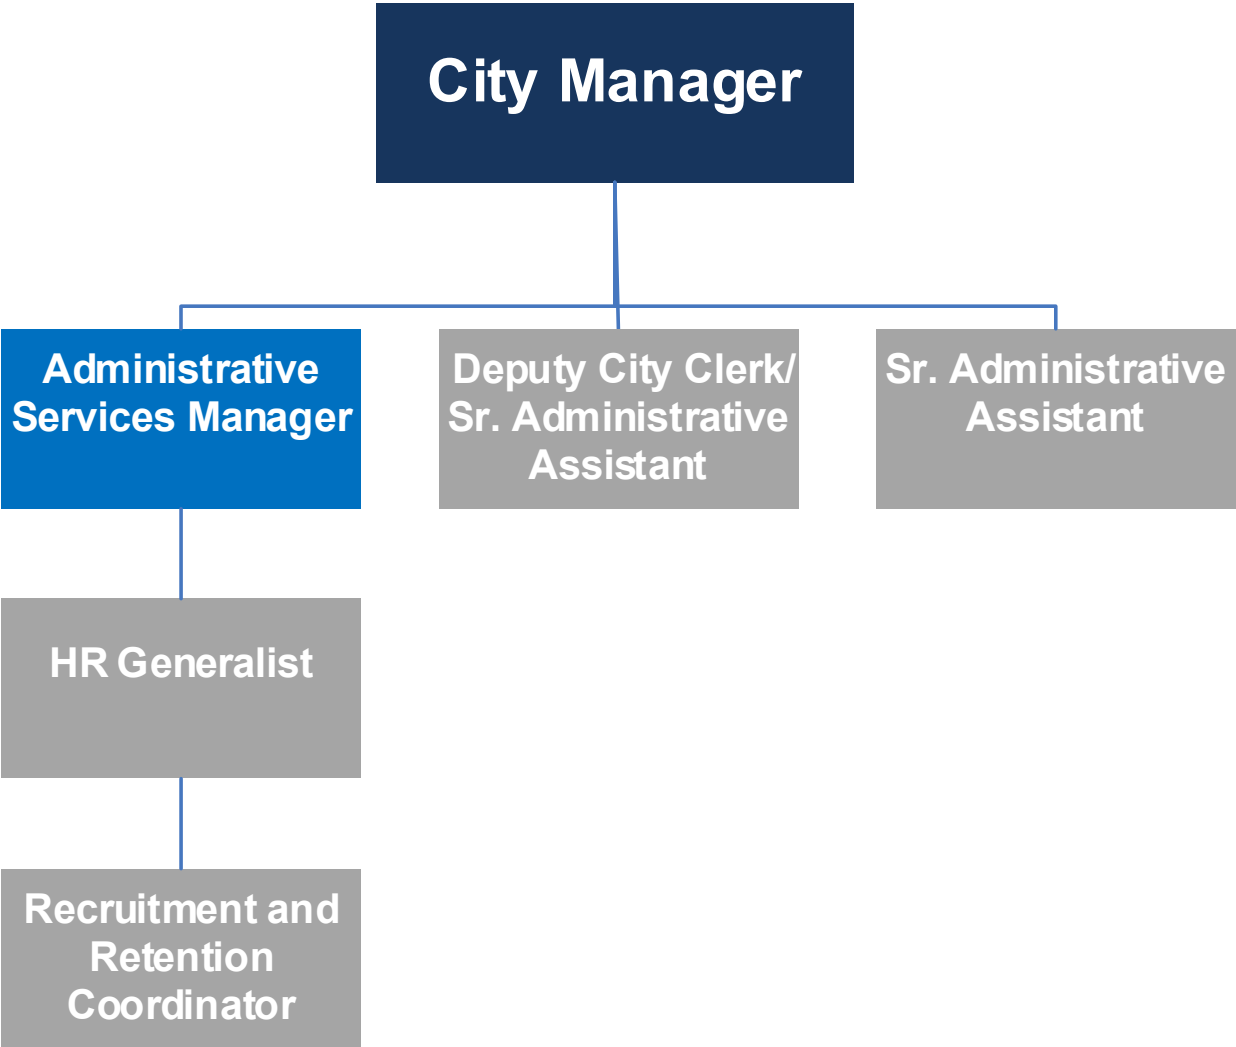 City Manager
Administrative
Services Manager
Deputy City Clerk/
Sr. Administrative
Assistant
Sr. Administrative
Assistant
HR Generalist
Recruitment and
Retention
Coordinator